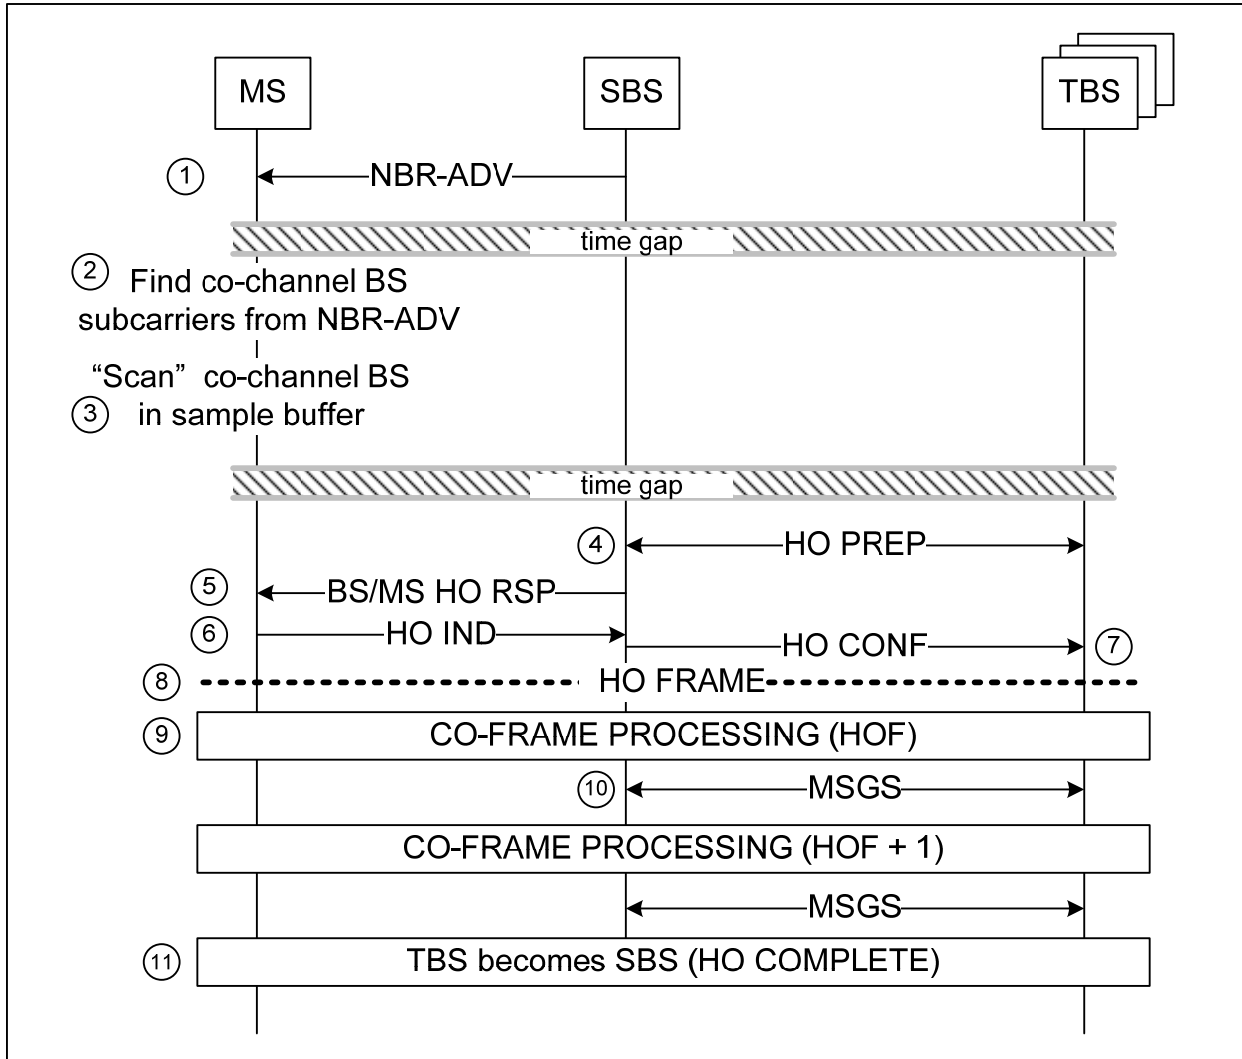 MS
SBS
TBS
1
NBR-ADV
time gap
2
Find co-channel BS
subcarriers from NBR-ADV
“Scan” co-channel BS
3 in sample buffer
time gap
4 HO PREP
5 BS/MS HO RSP
6 HO IND
HO CONF 7
8 HO FRAME
9 CO-FRAME PROCESSING (HOF)
10 MSGS
CO-FRAME PROCESSING (HOF + 1)
MSGS
11 TBS becomes SBS (HO COMPLETE)